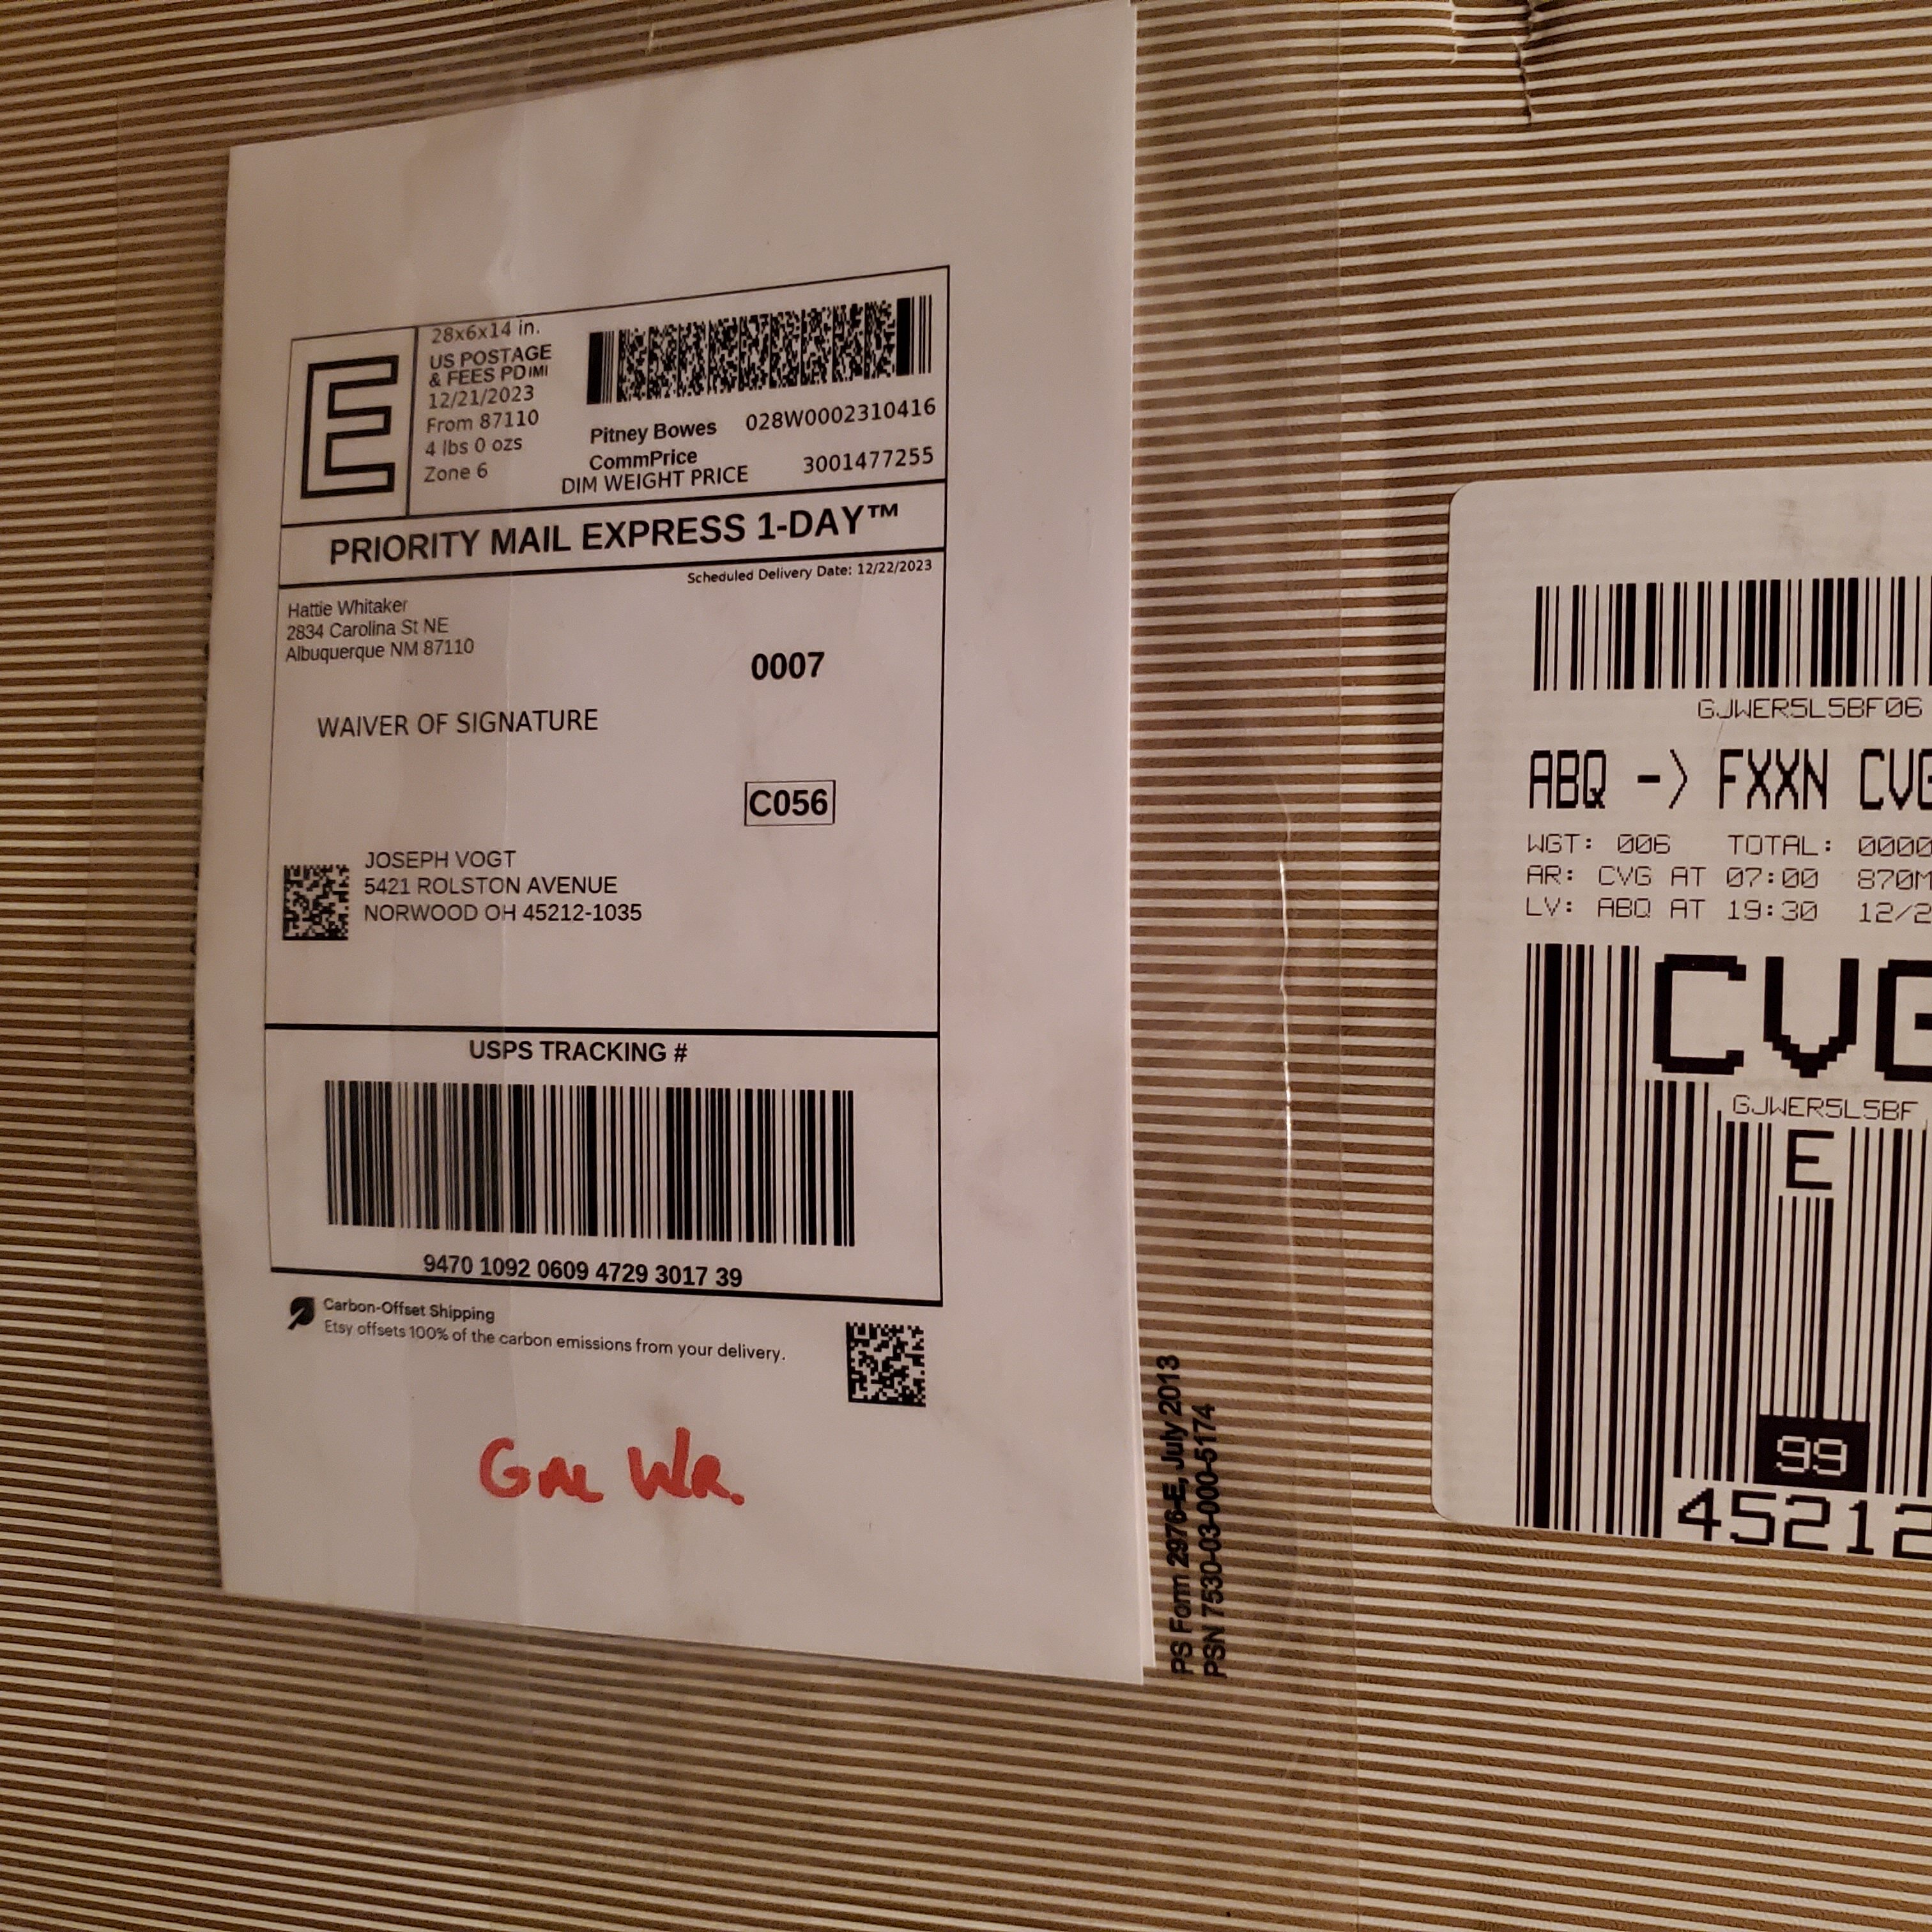 E
28x6x14 in.
US POSTAGE
& FEES PD IMI
12/21/2023
From 87110
4 lbs 0 ozs
Zone 6
Pitney Bowes 028W0002310416
CommPrice
DIM WEIGHT PRICE 3001477255
PRIORITY MAIL EXPRESS 1-DAY™
Scheduled Delivery Date: 12/22/2023
Hattie Whitaker
2834 Carolina St NE
Albuquerque NM 87110
0007
WAIVER OF SIGNATURE
C056
JOSEPH VOGT
5421 ROLSTON AVENUE
NORWOOD OH 45212-1035
USPS TRACKING #
9470 1092 0609 4729 3017 39
Carbon-Offset Shipping
Etsy offsets 100% of the carbon emissions from your delivery.
PS Form 2976-E, July 2013
PSN 7530-03-000-5174
GJWER5L5BF06
ABQ -> FXXN CVG
WGT: 006 TOTAL: 0000
AR: CVG AT 07:00 870M
LV: ABQ AT 19:30 12/2
CVG
GJWER5L5BF
E
99
45212